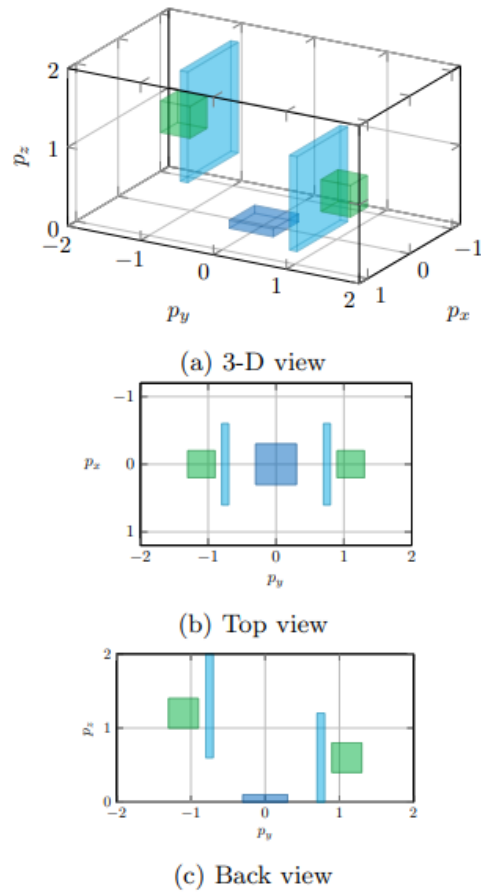 2
1
0
p_z
−2
−1
0
1
2
p_y
1
0
−1
p_x
(a) 3-D view
−1
0
1
p_x
−2 −1 0 1 2
p_y
(b) Top view
2
1
0
p_z
−2 −1 0 1 2
p_y
(c) Back view